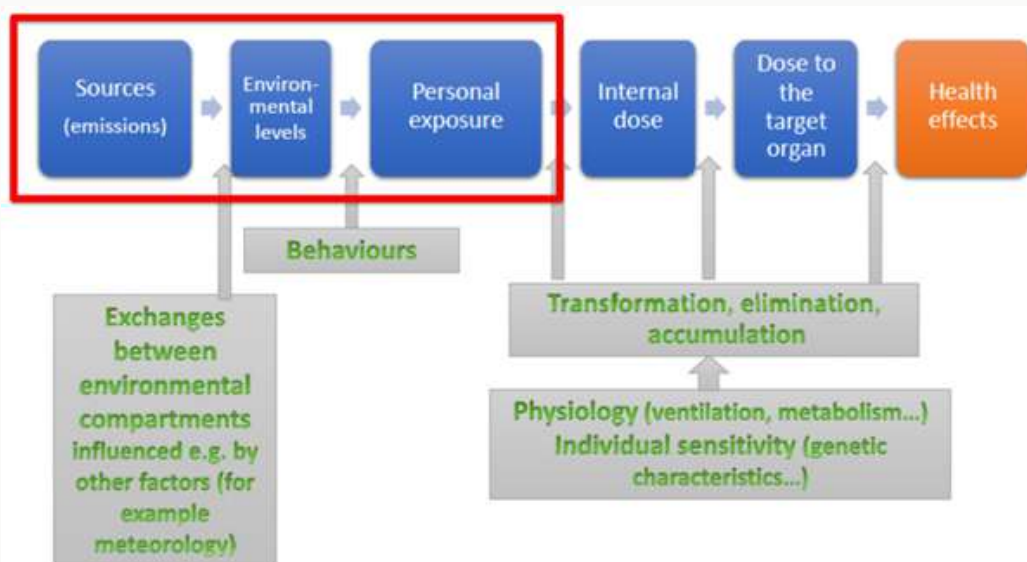 Sources
(emissions)
Environ-
mental
levels
Personal
exposure
Internal
dose
Dose to
the
target
organ
Health
effects
Behaviours
Exchanges
between
environmental
compartments
influenced e.g. by
other factors (for
example
meteorology)
Transformation, elimination,
accumulation
Physiology (ventilation, metabolism...)
Individual sensitivity (genetic
characteristics...)